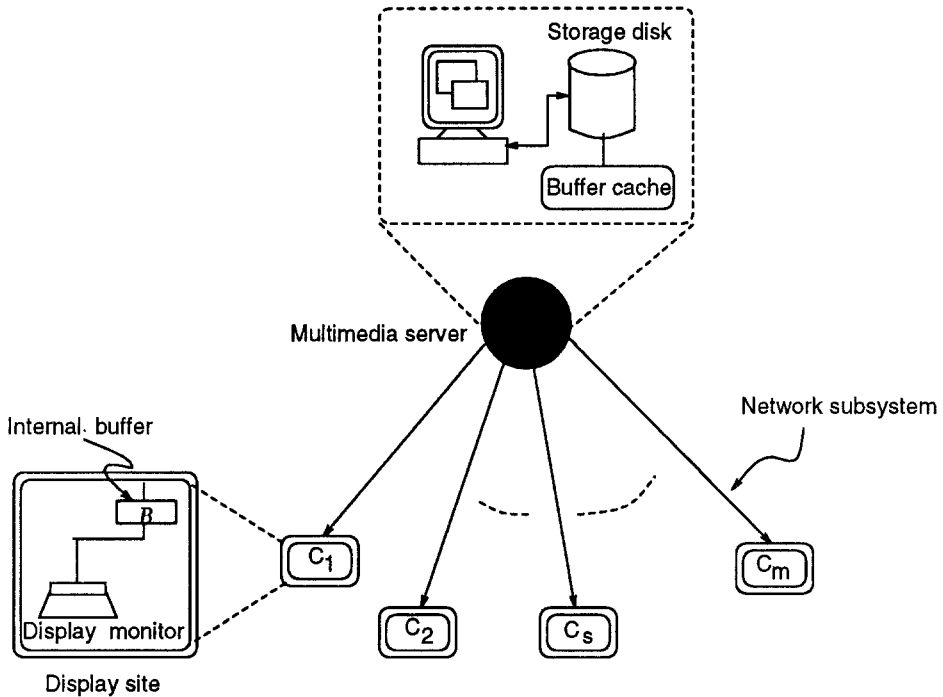 Storage disk
Buffer cache
Multimedia server
Network subsystem
Internal. buffer
B
C1
Cm
C2
Cs
Display monitor
Display site